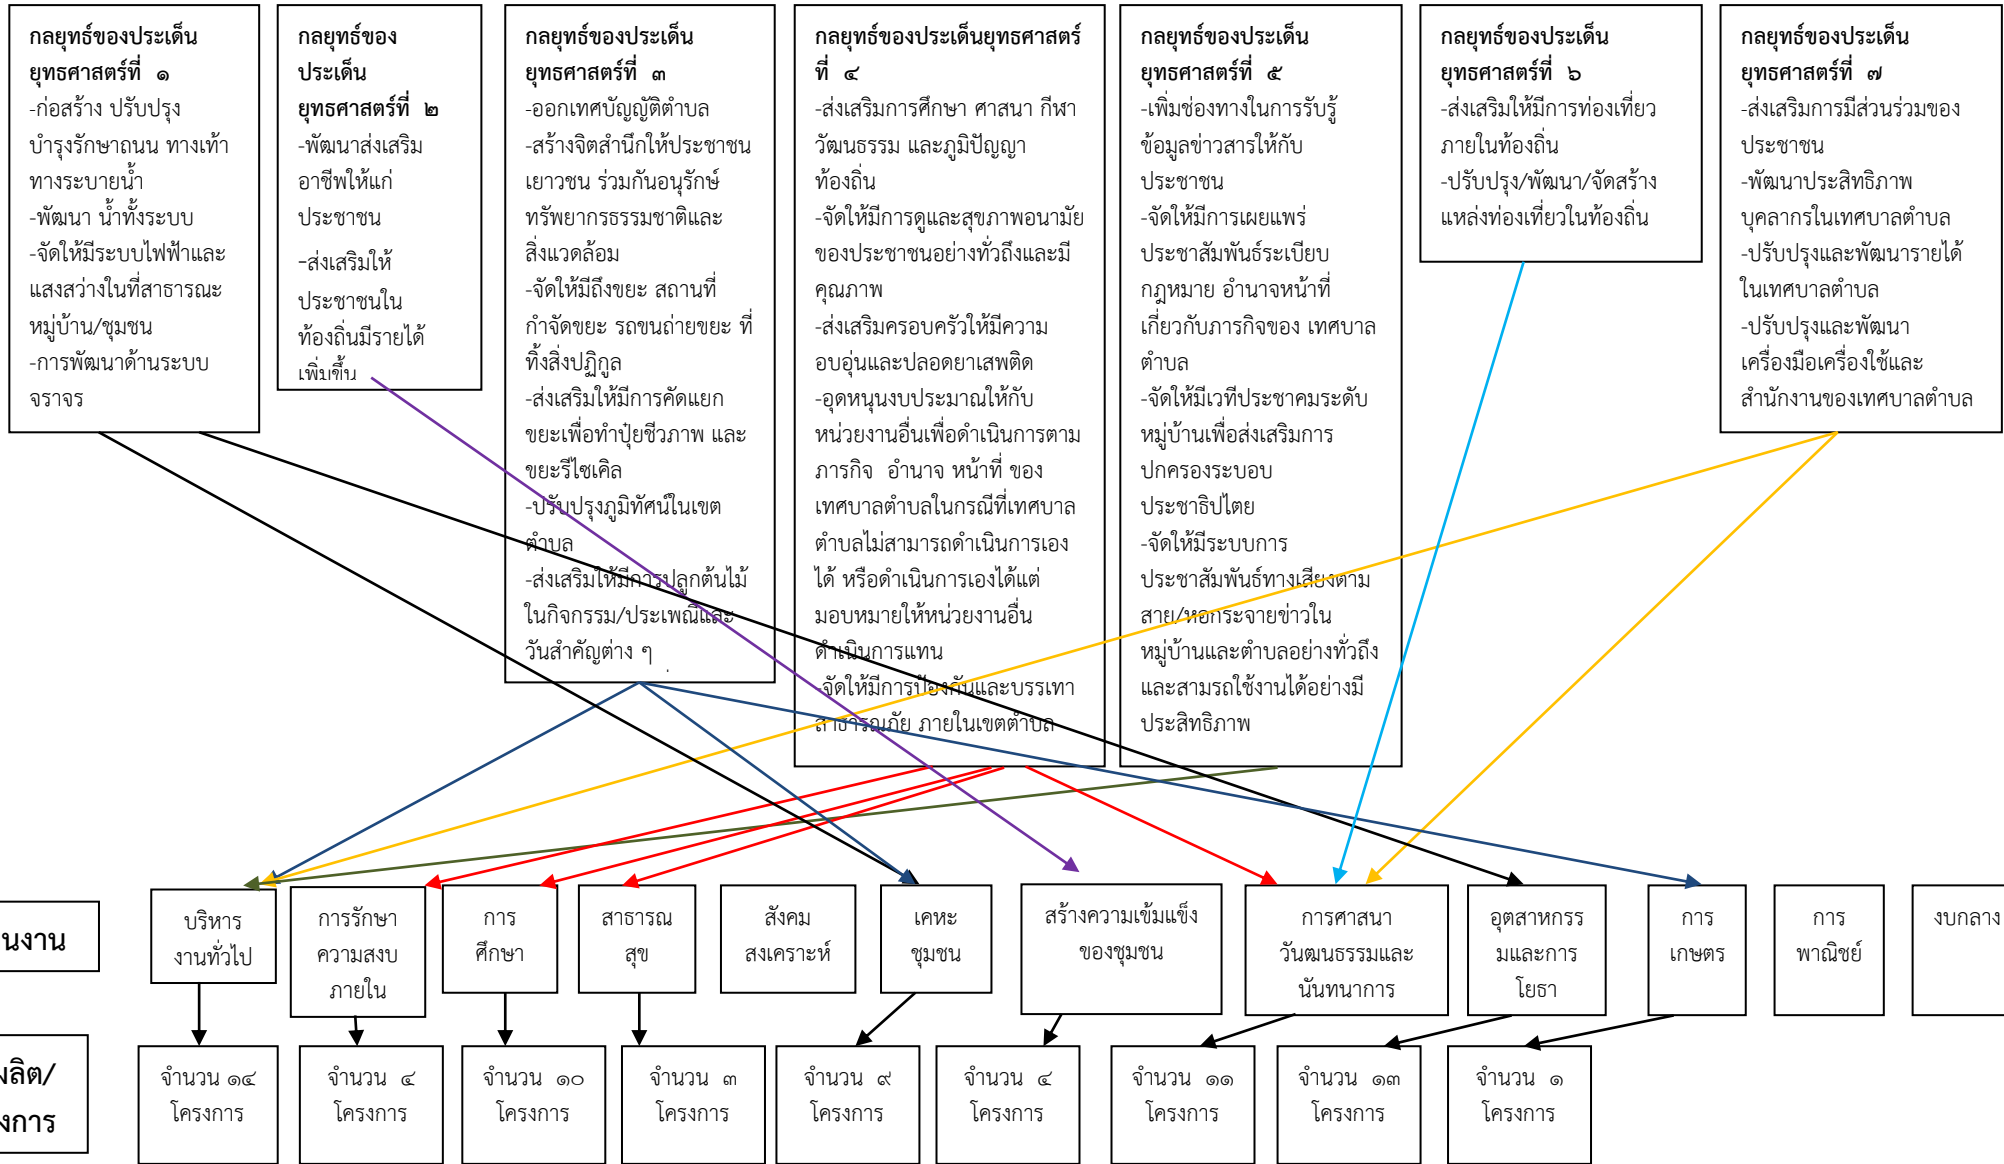 กลยุทธ์ของประเด็น
ยุทธศาสตร์ที่ ๑
-ก่อสร้าง ปรับปรุง
บำรุงรักษาถนน ทางเท้า
ทางระบายน้ำ
-พัฒนา น้ำทั้งระบบ
-จัดให้มีระบบไฟฟ้าและ
แสงสว่างในที่สาธารณะ
หมู่บ้าน/ชุมชน
-การพัฒนาด้านระบบ
จราจร
กลยุทธ์ของ
ประเด็น
ยุทธศาสตร์ที่ ๒
-พัฒนาส่งเสริม
อาชีพให้แก่
ประชาชน
-ส่งเสริมให้
ประชาชนใน
ท้องถิ่นมีรายได้
เพิ่มขึ้น
กลยุทธ์ของประเด็น
ยุทธศาสตร์ที่ ๓
-ออกเทศบัญญัติตำบล
-สร้างจิตสำนึกให้ประชาชน
เยาวชน ร่วมกันอนุรักษ์
ทรัพยากรธรรมชาติและ
สิ่งแวดล้อม
-จัดให้มีถังขยะ สถานที่
กำจัดขยะ รถขนถ่ายขยะ ที่
ทิ้งสิ่งปฏิกูล
-ส่งเสริมให้มีการคัดแยก
ขยะเพื่อทำปุ๋ยชีวภาพ และ
ขยะรีไซเคิล
-ปรับปรุงภูมิทัศน์ในเขต
ตำบล
-ส่งเสริมให้มีการปลูกต้นไม้
ในกิจกรรม/ประเพณีและ
วันสำคัญต่าง ๆ
กลยุทธ์ของประเด็นยุทธศาสตร์
ที่ ๔
-ส่งเสริมการศึกษา ศาสนา กีฬา
วัฒนธรรม และภูมิปัญญา
ท้องถิ่น
-จัดให้มีการดูและสุขภาพอนามัย
ของประชาชนอย่างทั่วถึงและมี
คุณภาพ
-ส่งเสริมครอบครัวให้มีความ
อบอุ่นและปลอดยาเสพติด
-อุดหนุนงบประมาณให้กับ
หน่วยงานอื่นเพื่อดำเนินการตาม
ภารกิจ อำนาจ หน้าที่ ของ
เทศบาลตำบลในกรณีที่เทศบาล
ตำบลไม่สามารถดำเนินการเอง
ได้ หรือดำเนินการเองได้แต่
มอบหมายให้หน่วยงานอื่น
ดำเนินการแทน
-จัดให้มีการป้องกันและบรรเทา
สาธารณภัย ภายในเขตตำบล
กลยุทธ์ของประเด็น
ยุทธศาสตร์ที่ ๕
-เพิ่มช่องทางในการรับรู้
ข้อมูลข่าวสารให้กับ
ประชาชน
-จัดให้มีการเผยแพร่
ประชาสัมพันธ์ระเบียบ
กฎหมาย อำนาจหน้าที่
เกี่ยวกับภารกิจของ เทศบาล
ตำบล
-จัดให้มีเวทีประชาคมระดับ
หมู่บ้านเพื่อส่งเสริมการ
ปกครองระบอบ
ประชาธิปไตย
-จัดให้มีระบบการ
ประชาสัมพันธ์ทางเสียงตาม
สาย/หอกระจายข่าวใน
หมู่บ้านและตำบลอย่างทั่วถึง
และสามรถใช้งานได้อย่างมี
ประสิทธิภาพ
กลยุทธ์ของประเด็น
ยุทธศาสตร์ที่ ๖
-ส่งเสริมให้มีการท่องเที่ยว
ภายในท้องถิ่น
-ปรับปรุง/พัฒนา/จัดสร้าง
แหล่งท่องเที่ยวในท้องถิ่น
กลยุทธ์ของประเด็น
ยุทธศาสตร์ที่ ๗
-ส่งเสริมการมีส่วนร่วมของ
ประชาชน
-พัฒนาประสิทธิภาพ
บุคลากรในเทศบาลตำบล
-ปรับปรุงและพัฒนารายได้
ในเทศบาลตำบล
-ปรับปรุงและพัฒนา
เครื่องมือเครื่องใช้และ
สำนักงานของเทศบาลตำบล
นงาน
บริหาร
งานทั่วไป
การรักษา
ความสงบ
ภายใน
การ
ศึกษา
สาธารณ
สุข
สังคม
สงเคราะห์
เคหะ
ชุมชน
สร้างความเข้มแข็ง
ของชุมชน
การศาสนา
วันฒนธรรมและ
นันทนาการ
อุตสาหกรร
มและการ
โยธา
การ
เกษตร
การ
พาณิชย์
งบกลาง
ผลิต/
งการ
จำนวน ๑๔
โครงการ
จำนวน ๔
โครงการ
จำนวน ๑๐
โครงการ
จำนวน ๓
โครงการ
จำนวน ๙
โครงการ
จำนวน ๔
โครงการ
จำนวน ๑๑
โครงการ
จำนวน ๑๓
โครงการ
จำนวน ๑
โครงการ